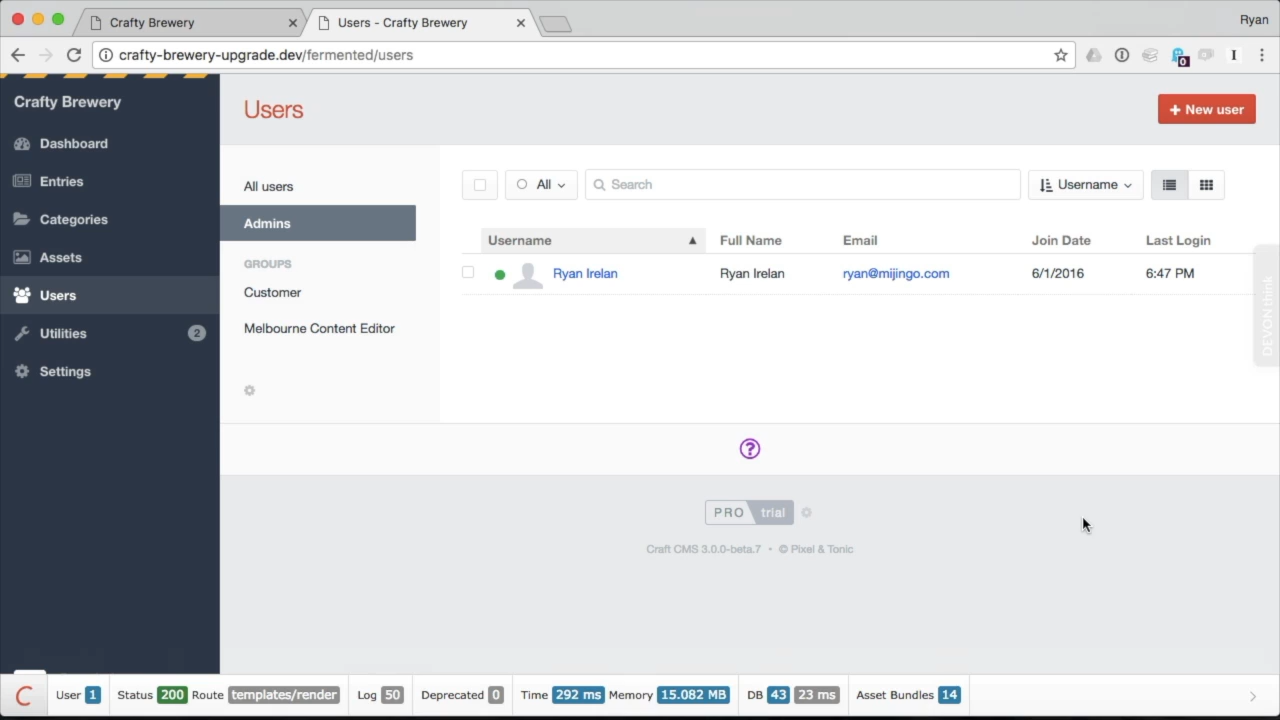 Crafty Brewery
Users - Crafty Brewery
Ryan
crafty-brewery-upgrade.dev/fermented/users
0
I
Crafty Brewery
Dashboard
Entries
Categories
Assets
Users
Utilities 2
Settings
Users
+ New user
All users
Admins
GROUPS
Customer
Melbourne Content Editor
All
Search
Username
Username Full Name Email Join Date Last Login
Ryan Irelan Ryan Irelan ryan@mijingo.com 6/1/2016 6:47 PM
DEVONthink
?
PRO trial
Craft CMS 3.0.0-beta.7 • © Pixel & Tonic
C User 1 Status 200 Route templates/render Log 50 Deprecated 0 Time 292 ms Memory 15.082 MB DB 43 23 ms Asset Bundles 14